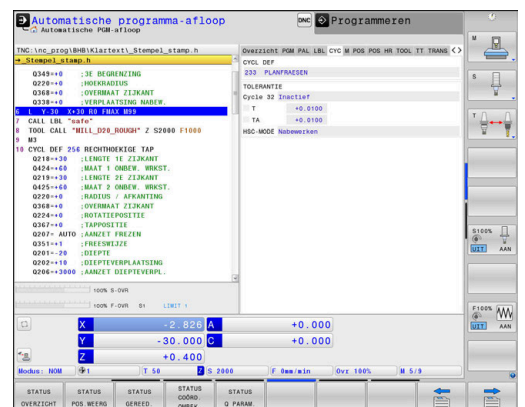 Automatische programma-afloop
Automatische PGM-afloop
DNC
Programmeren
TNC:\nc_prog\BHB\Klartext\_Stempel_stamp.h
→_Stempel_stamp.h
Q349=+0 ;3E BEGRENZING
Q220=+0 ;HOEKRADIUS
Q368=+0 ;OVERMAAT ZIJKANT
Q338=+0 ;VERPLAATSING NABEW.
6 L Y-30 X+30 R0 FMAX M99
7 CALL LBL "safe"
8 TOOL CALL "MILL_D20_ROUGH" Z S2000 F1000
9 M3
10 CYCL DEF 256 RECHTHOEKIGE TAP
Q218=+30 ;LENGTE 1E ZIJKANT
Q424=+60 ;MAAT 1 ONBEW. WRKST.
Q219=+30 ;LENGTE 2E ZIJKANT
Q425=+60 ;MAAT 2 ONBEW. WRKST.
Q220=+0 ;RADIUS / AFKANTING
Q368=+0 ;OVERMAAT ZIJKANT
Q224=+0 ;ROTATIEPOSITIE
Q367=+0 ;TAPPOSITIE
Q207= AUTO ;AANZET FREZEN
Q351=+1 ;FREESWIJZE
Q201=-20 ;DIEPTE
Q202=+10 ;DIEPTEVERPLAATSING
Q206=+3000 ;AANZET DIEPTEVERPL.
Overzicht PGM PAL LBL CYC M POS POS HR TOOL TT TRANS
CYCL DEF
233 PLANFRAESEN
TOLERANTIE
Cycle 32 Inactief
T +0.0100
TA +0.0100
HSC-MODE Nabewerken
100% S-OVR
100% F-OVR S1 LIMIT 1
X -2.826 A +0.000
Y -30.000 C +0.000
Z +0.400
Modus: NOM 1 T 50 Z S 2000 F 0mm/min Ovr 100% M 5/9
M
S
T
S100%
UIT AAN
F100%
UIT AAN
STATUS OVERZICHT
STATUS POS.WEERG
STATUS GEREED.
STATUS COÖRD. OMREK.
STATUS Q PARAM.